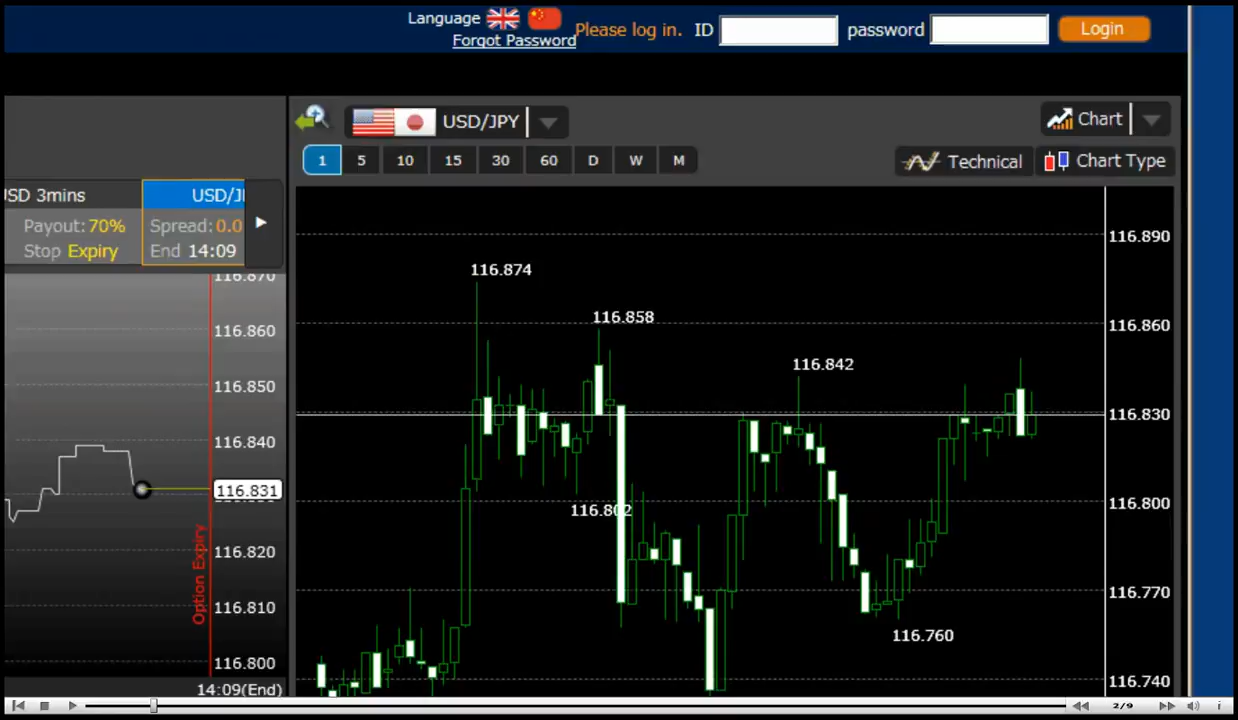 Language
Forgot Password
Please log in. ID
password
Login
USD/JPY
Chart
1 5 10 15 30 60 D W M
Technical
Chart Type
USD 3mins
Payout:70%
Stop Expiry
Spread:0.0
End 14:09
116.870
116.860
116.850
116.840
116.831
116.820
116.810
116.800
Option Expiry
14:09(End)
116.874
116.858
116.842
116.802
116.760
116.890
116.860
116.830
116.800
116.770
116.740
2/9
i